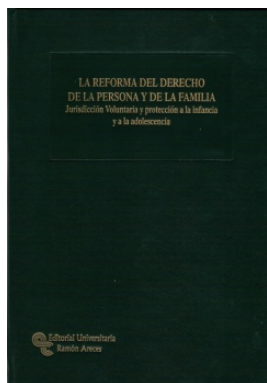 LA REFORMA DEL DERECHO
DE LA PERSONA Y DE LA FAMILIA
Jurisdicción Voluntaria y protección a la infancia
y a la adolescencia
Editorial Universitaria
Ramón Areces